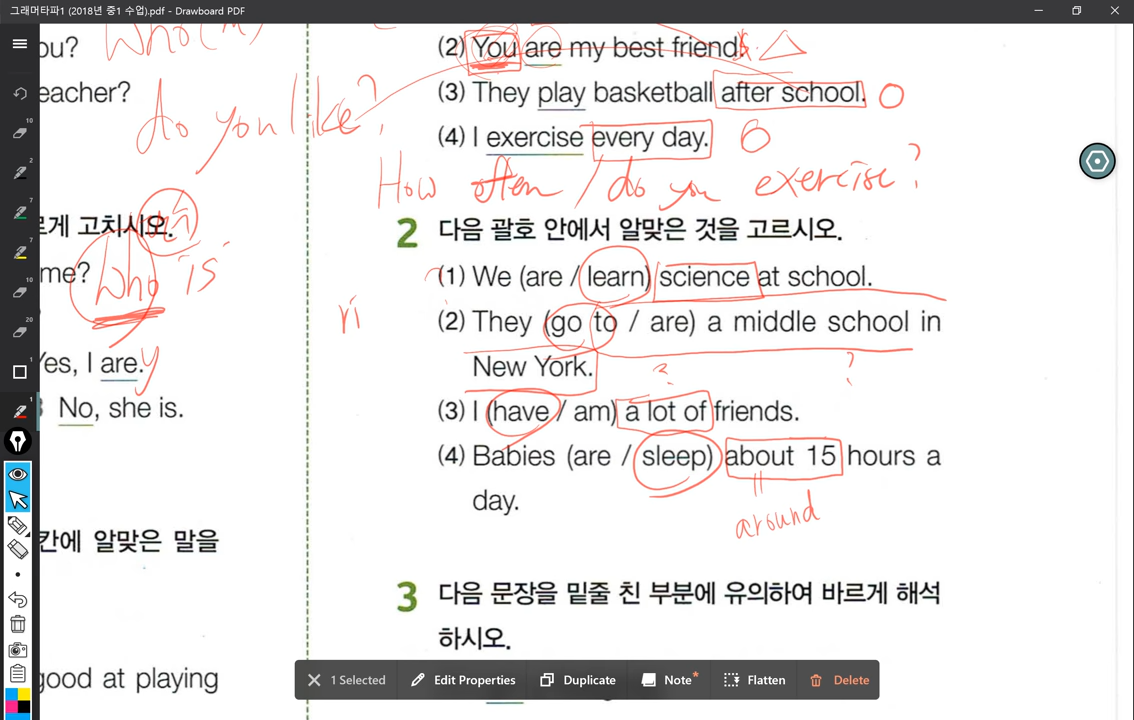 그래머타파1 (2018년 중1 수업).pdf - Drawboard PDF
ou?
Who
eacher?
do you like?
르게 고치시오.
me? Who is
Yes, I are.
No, she is.
칸에 알맞은 말을
good at playing
(2) You are my best friend
(3) They play basketball after school.
(4) I exercise every day.
How often / do you exercise?
2 다음 괄호 안에서 알맞은 것을 고르시오.
(1) We (are / learn) science at school.
(2) They (go to / are) a middle school in
New York.
(3) I (have / am) a lot of friends.
(4) Babies (are / sleep) about 15 hours a
day.
around
3 다음 문장을 밑줄 친 부분에 유의하여 바르게 해석
하시오.
1 Selected Edit Properties Duplicate Note Flatten Delete
10
2
7
7
10
20
1